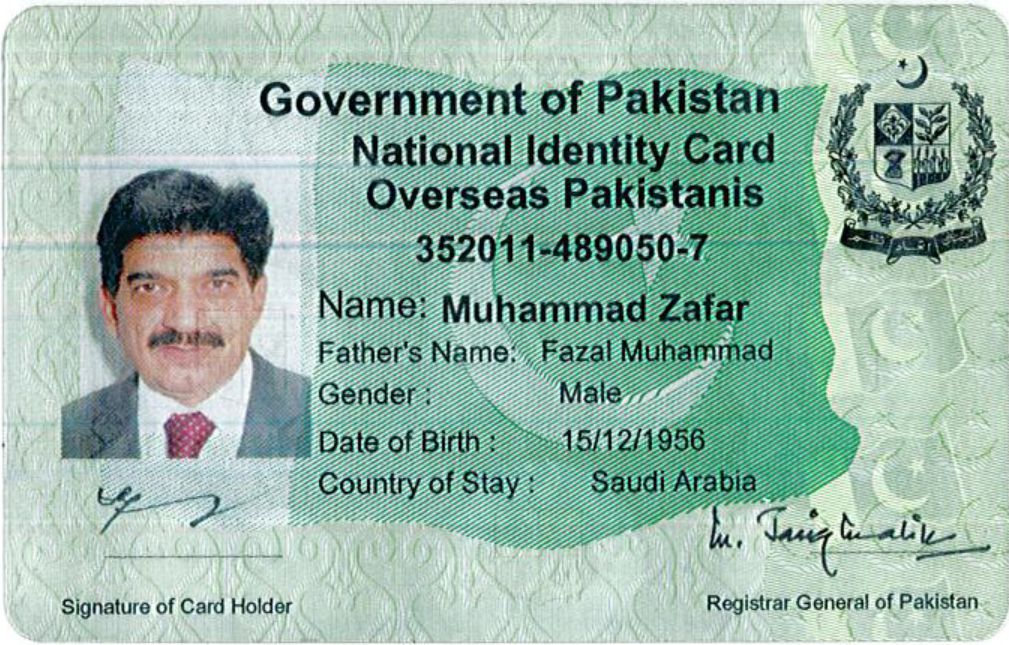 Government of Pakistan
National Identity Card
Overseas Pakistanis
352011-489050-7
Name: Muhammad Zafar
Father's Name: Fazal Muhammad
Gender : Male
Date of Birth : 15/12/1956
Country of Stay : Saudi Arabia
Signature of Card Holder
Registrar General of Pakistan